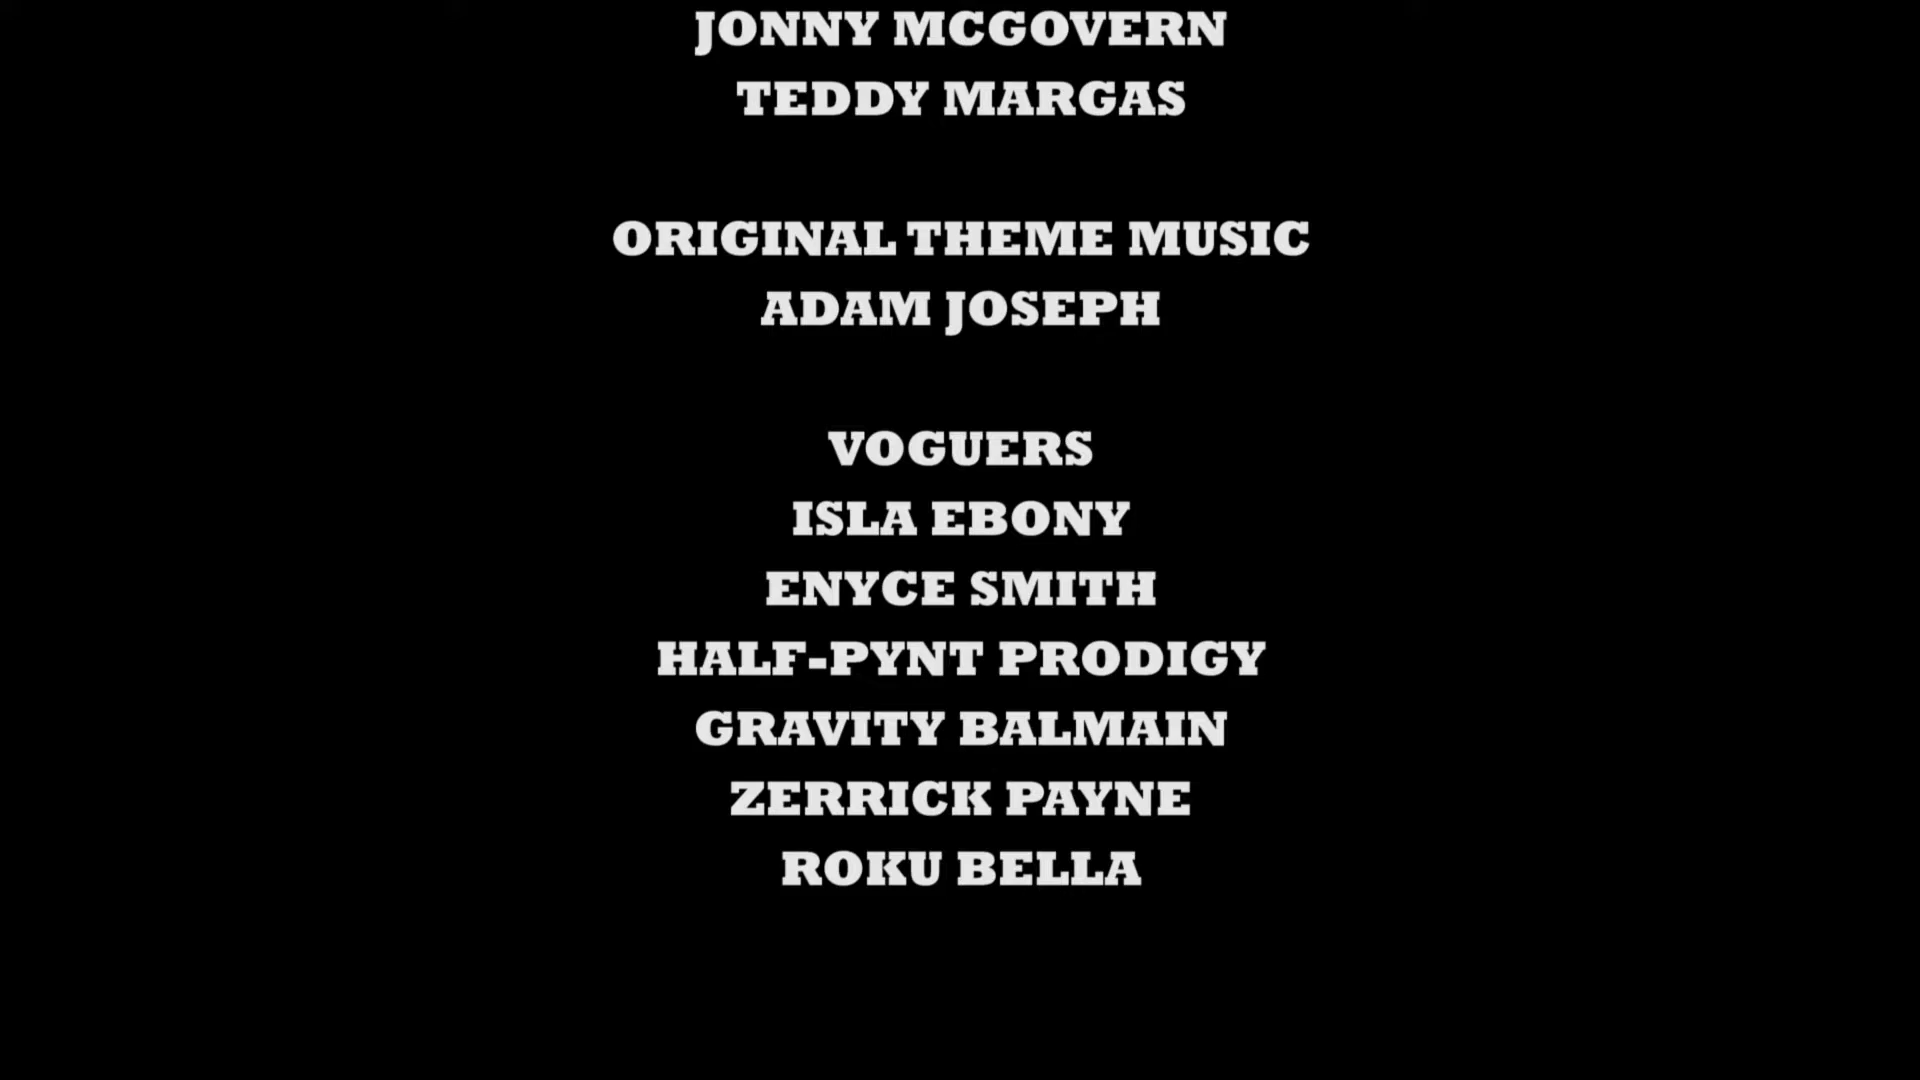 JONNY MCGOVERN
TEDDY MARGAS
ORIGINAL THEME MUSIC
ADAM JOSEPH
VOGUERS
ISLA EBONY
ENYCE SMITH
HALF-PYNT PRODIGY
GRAVITY BALMAIN
ZERRICK PAYNE
ROKU BELLA